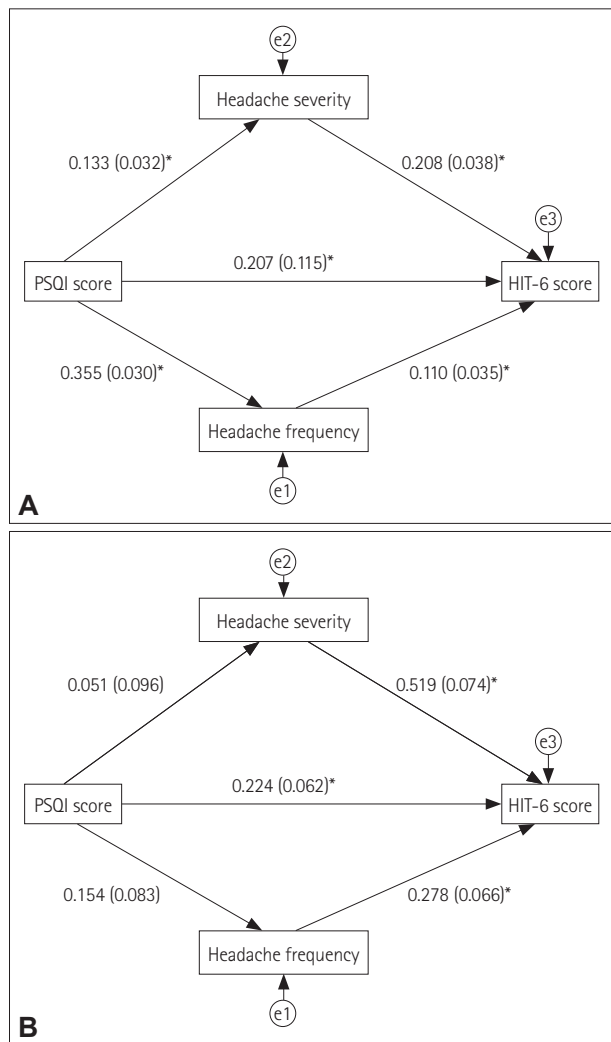 e2
Headache severity
0.133 (0.032)*
0.208 (0.038)*
e3
0.207 (0.115)*
PSQI score
HIT-6 score
0.355 (0.030)*
0.110 (0.035)*
Headache frequency
e1
A
e2
Headache severity
0.051 (0.096)
0.519 (0.074)*
e3
0.224 (0.062)*
PSQI score
HIT-6 score
0.154 (0.083)
0.278 (0.066)*
Headache frequency
e1
B